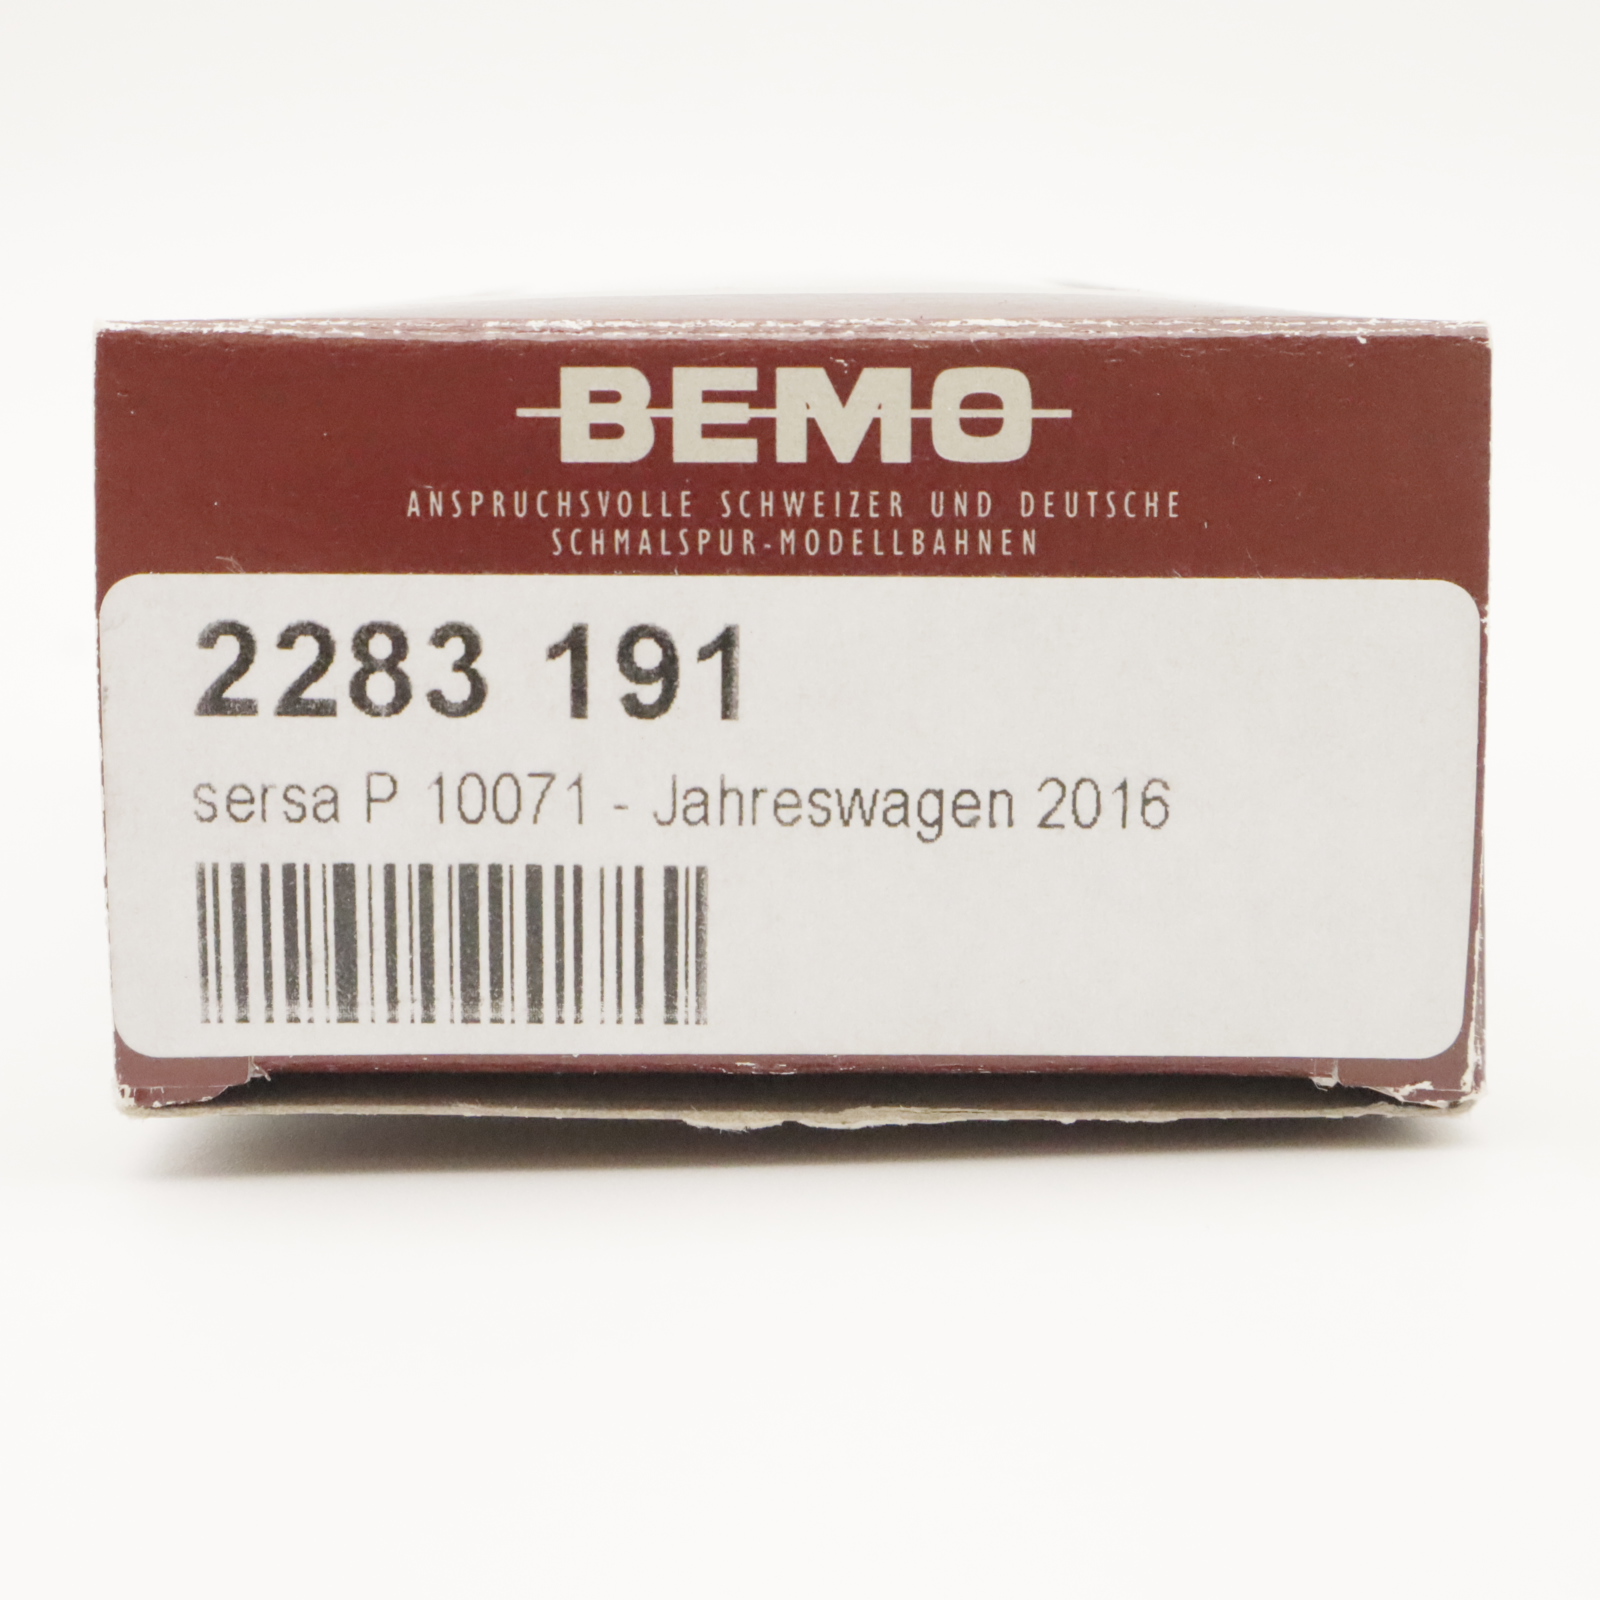 BEMO
ANSPRUCHSVOLLE SCHWEIZER UND DEUTSCHE
SCHMALSPUR-MODELLBAHNEN
2283 191
sersa P 10071 - Jahreswagen 2016